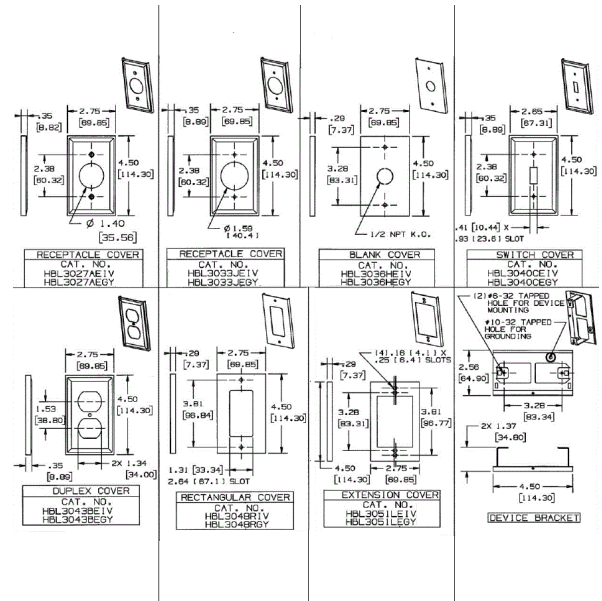 .35
[8.82]
2.75
[69.85]
2.38
[60.32]
4.50
[114.30]
Ø 1.40
[35.56]
RECEPTACLE COVER
CAT. NO.
HBL3027AEIV
HBL3027AEGY
.35
[8.89]
2.75
[69.85]
2.38
[60.32]
4.50
[114.30]
Ø1.59
[40.4]
RECEPTACLE COVER
CAT. NO.
HBL3033JEIV
HBL3033JEGY
.29
[7.37]
2.75
[69.85]
3.28
[83.31]
4.50
[114.30]
1/2 NPT K.O.
BLANK COVER
CAT. NO.
HBL3036HEIV
HBL3036HEGY
.35
[8.89]
2.65
[67.31]
2.38
[60.32]
4.50
[114.30]
.41 [10.44] X
.93 [23.6] SLOT
SWITCH COVER
CAT. NO.
HBL3040CEIV
HBL3040CEGY
2.75
[69.85]
1.53
[38.80]
4.50
[114.30]
.35
[8.89]
2X 1.34
[34.00]
DUPLEX COVER
CAT. NO.
HBL3043BEIV
HBL3043BEGY
.29
[7.37]
2.75
[69.85]
3.81
[96.84]
4.50
[114.30]
1.31 [33.34] X
2.64 [67.1] SLOT
RECTANGULAR COVER
CAT. NO.
HBL3048RIV
HBL3048RGY
(4).16 [4.1] X
.25 [6.4] SLOTS
.29
[7.37]
3.28
[83.31]
3.81
[96.77]
4.50
[114.30]
2.75
[69.85]
EXTENSION COVER
CAT. NO.
HBL3051LEIV
HBL3051LEGY
(2)#6-32 TAPPED
HOLE FOR DEVICE
MOUNTING
#10-32 TAPPED
HOLE FOR
GROUNDING
2.56
[64.90]
3.28
[83.34]
2X 1.37
[34.80]
4.50
[114.30]
DEVICE BRACKET